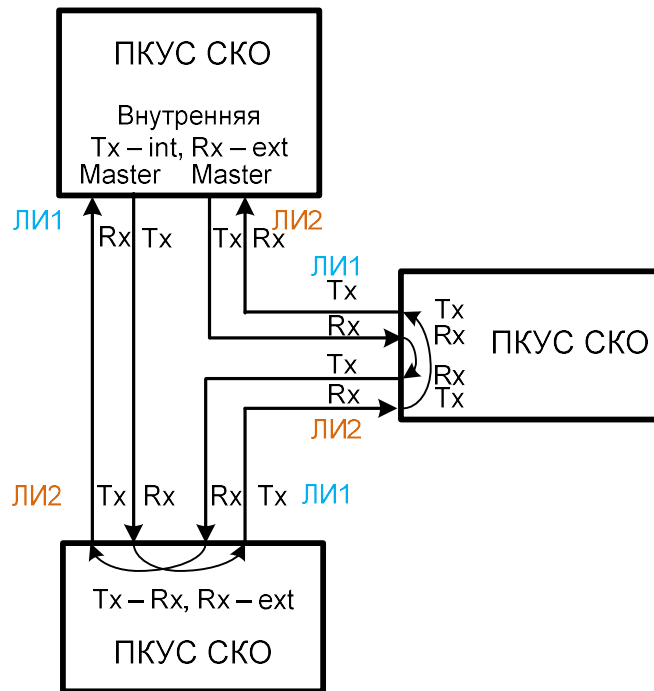 ПКУС СКО
Внутренняя
Tx – int, Rx – ext
Master Master
ЛИ1 Rx Tx Tx Rx ЛИ2
ЛИ1
Tx
Rx
Tx
Rx
ЛИ2
Tx
Rx
Rx
Tx
ПКУС СКО
ЛИ2 Tx Rx Rx Tx ЛИ1
Tx – Rx, Rx – ext
ПКУС СКО